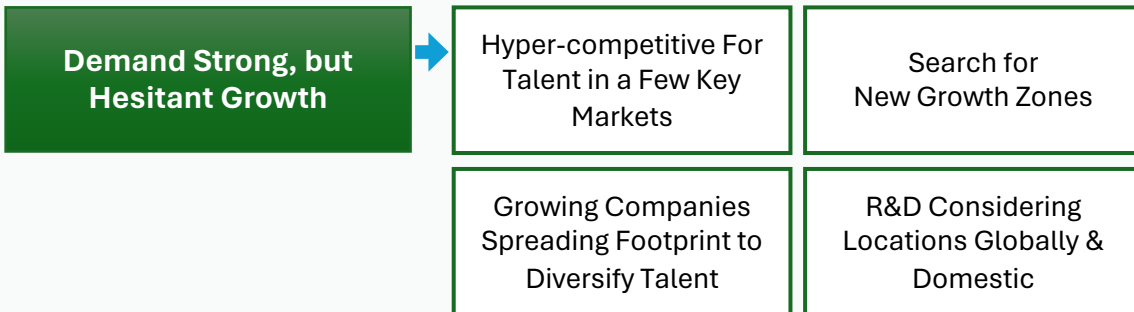 Demand Strong, but
Hesitant Growth
Hyper-competitive For
Talent in a Few Key
Markets
Search for
New Growth Zones
Growing Companies
Spreading Footprint to
Diversify Talent
R&D Considering
Locations Globally &
Domestic